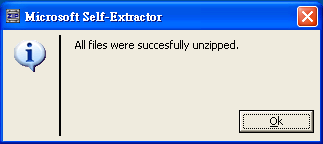 Microsoft Self-Extractor
All files were succesfully unzipped.
Ok